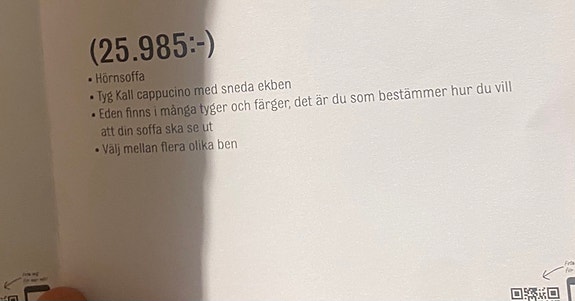 (25.985:-)
• Hörnsoffa
• Tyg Kall cappucino med sneda ekben
• Eden finns i många tyger och färger, det är du som bestämmer hur du vill
att din soffa ska se ut
• Välj mellan flera olika ben